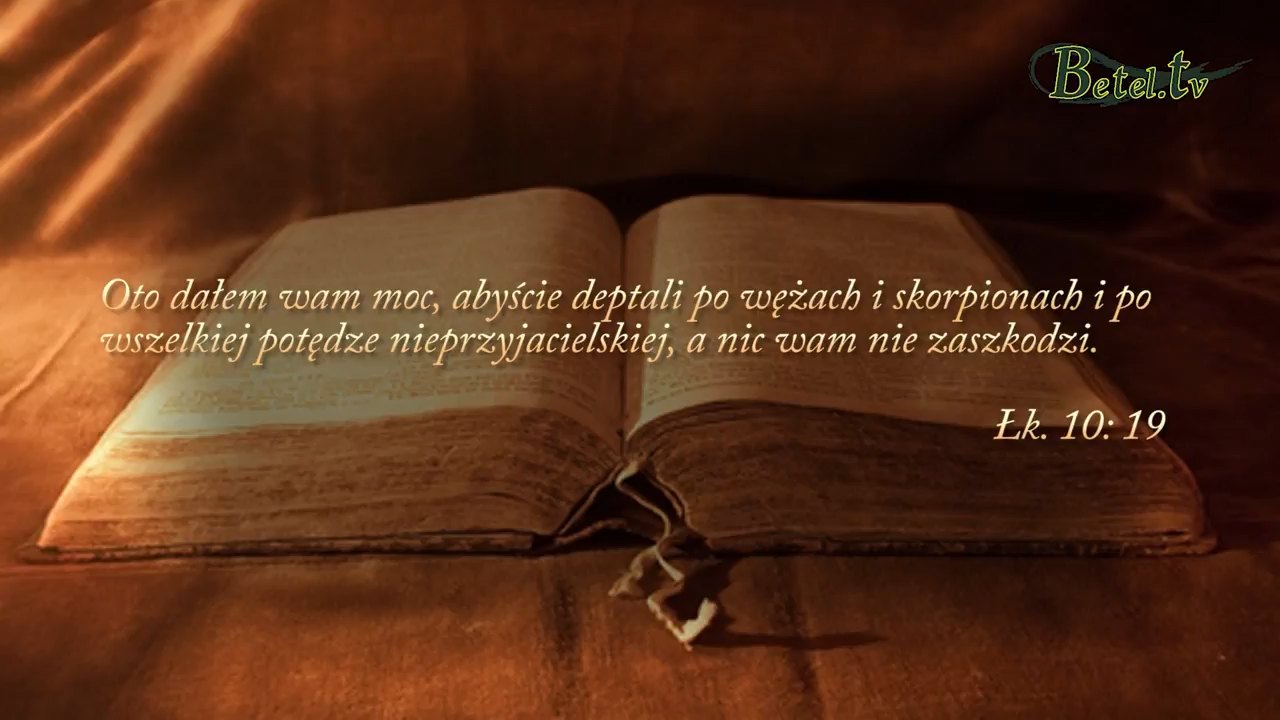 Betel.tv
Oto dałem wam moc, abyście deptali po wężach i skorpionach i po
wszelkiej potędze nieprzyjacielskiej, a nic wam nie zaszkodzi.
Łk. 10: 19